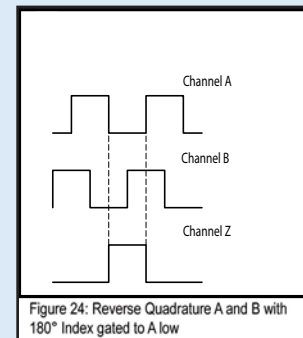 Channel A
Channel B
Channel Z
Figure 24: Reverse Quadrature A and B with
180° Index gated to A low